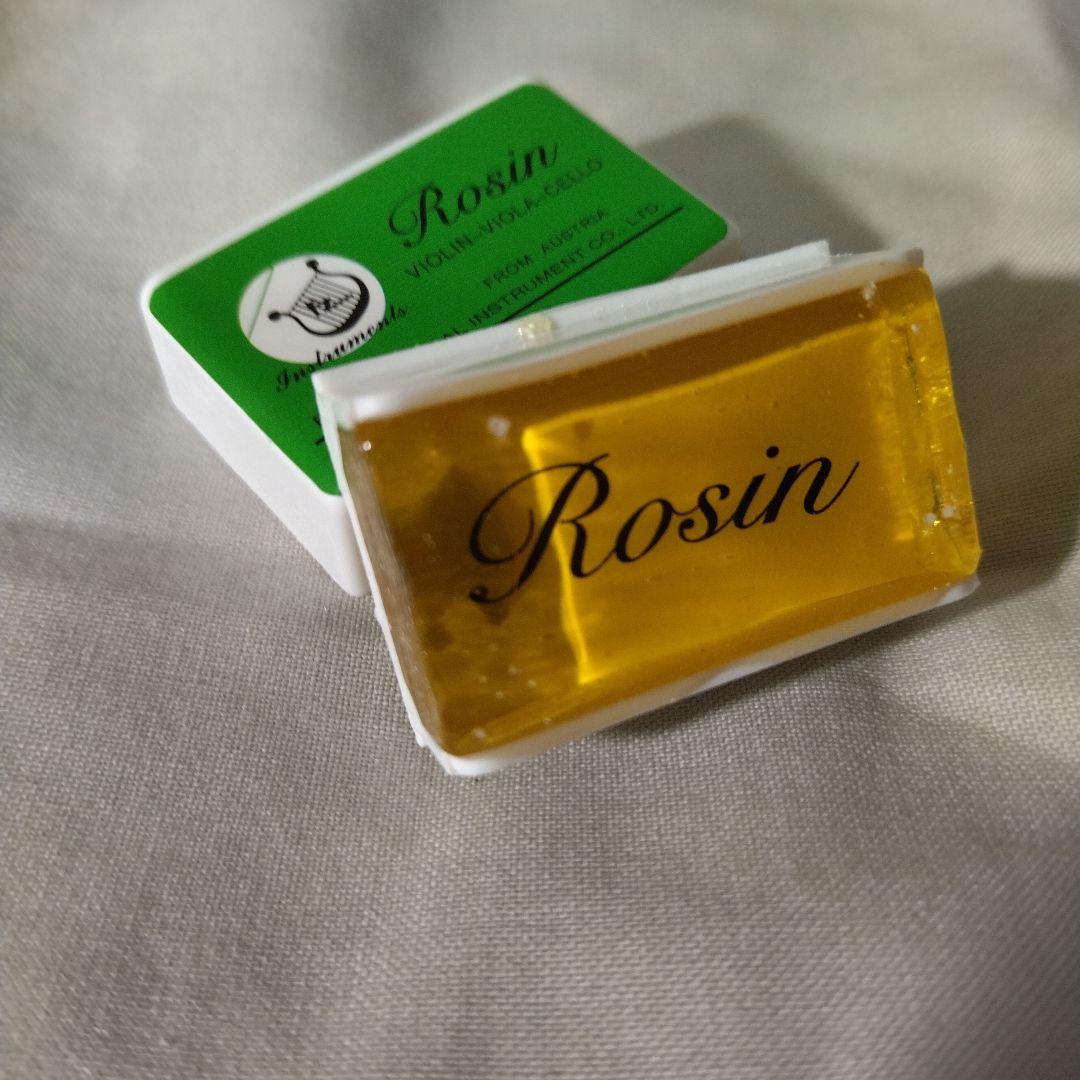 Rosin
VIOLIN-VIOLA-CELLO
FROM AUSTRIA
INSTRUMENT CO., LTD.
Instruments
Rosin